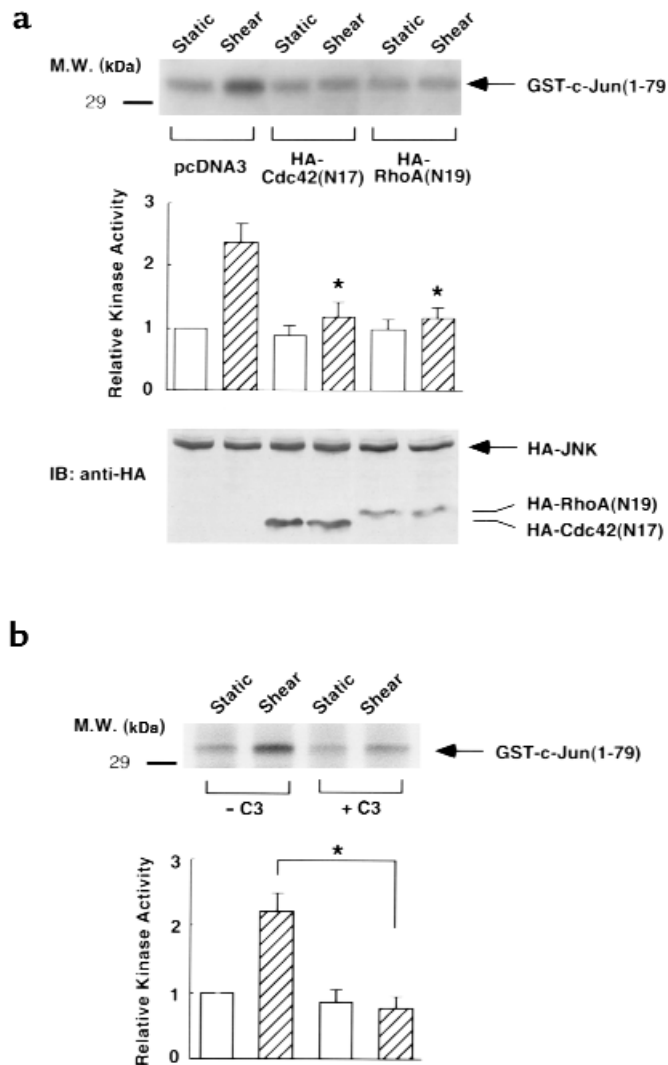 a
Static Shear Static Shear Static Shear
M.W. (kDa)
29
GST-c-Jun(1-79
pcDNA3
HA-
Cdc42(N17)
HA-
RhoA(N19)
Relative Kinase Activity
3
2
1
0
*
*
IB: anti-HA
HA-JNK
HA-RhoA(N19)
HA-Cdc42(N17)
b
Static Shear Static Shear
M.W. (kDa)
29
GST-c-Jun(1-79)
- C3
+ C3
Relative Kinase Activity
3
2
1
0
*